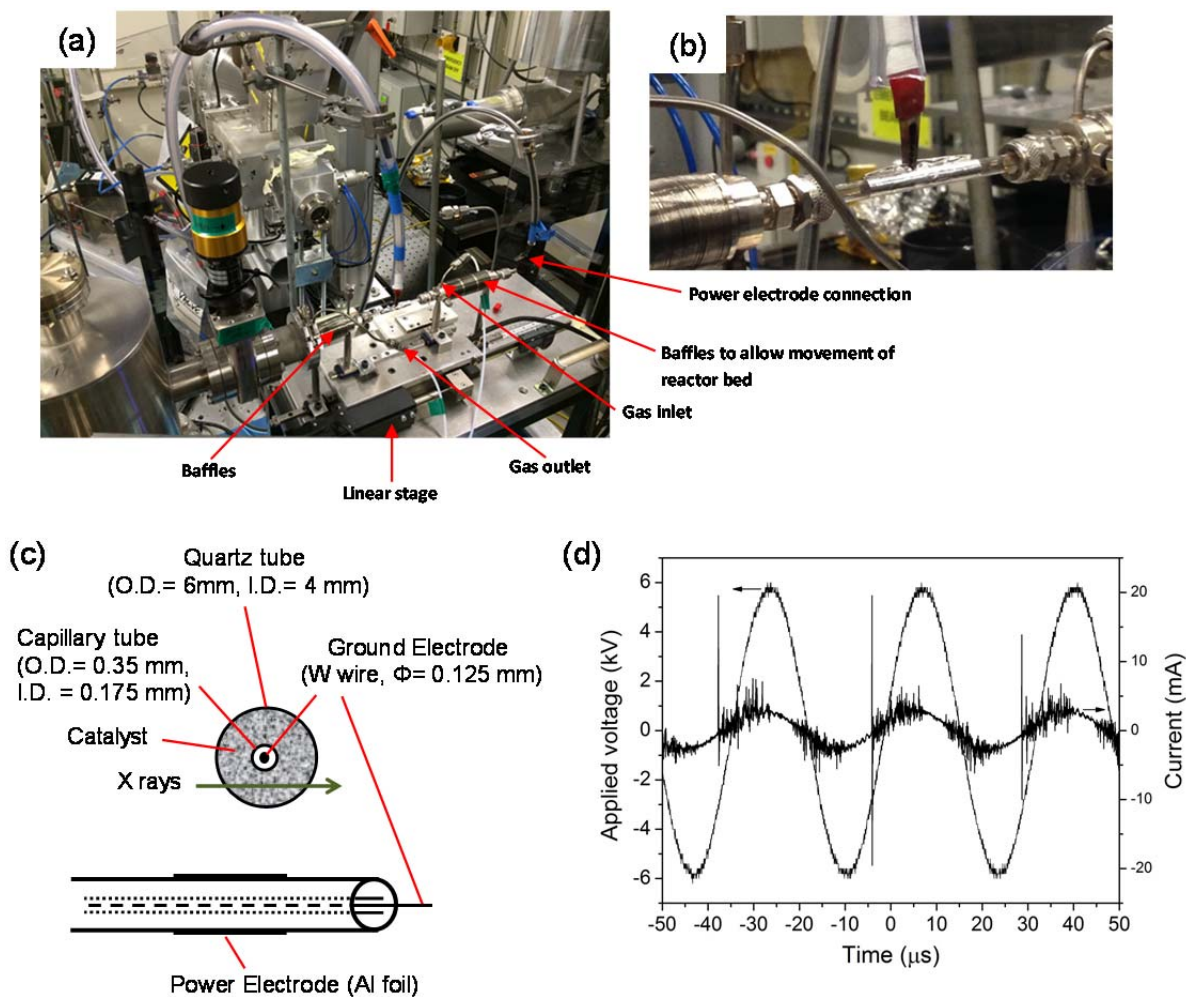 (a)
(b)
Power electrode connection
Baffles to allow movement of
reactor bed
Gas inlet
Gas outlet
Baffles
Linear stage
(c)
Quartz tube
(O.D.= 6mm, I.D.= 4 mm)
Capillary tube
(O.D.= 0.35 mm,
I.D. = 0.175 mm)
Ground Electrode
(W wire, Φ= 0.125 mm)
Catalyst
X rays
Power Electrode (Al foil)
(d)
Applied voltage (kV)
6
4
2
0
-2
-4
-6
20
10
0
-10
-20
Current (mA)
-50 -40 -30 -20 -10 0 10 20 30 40 50
Time (μs)